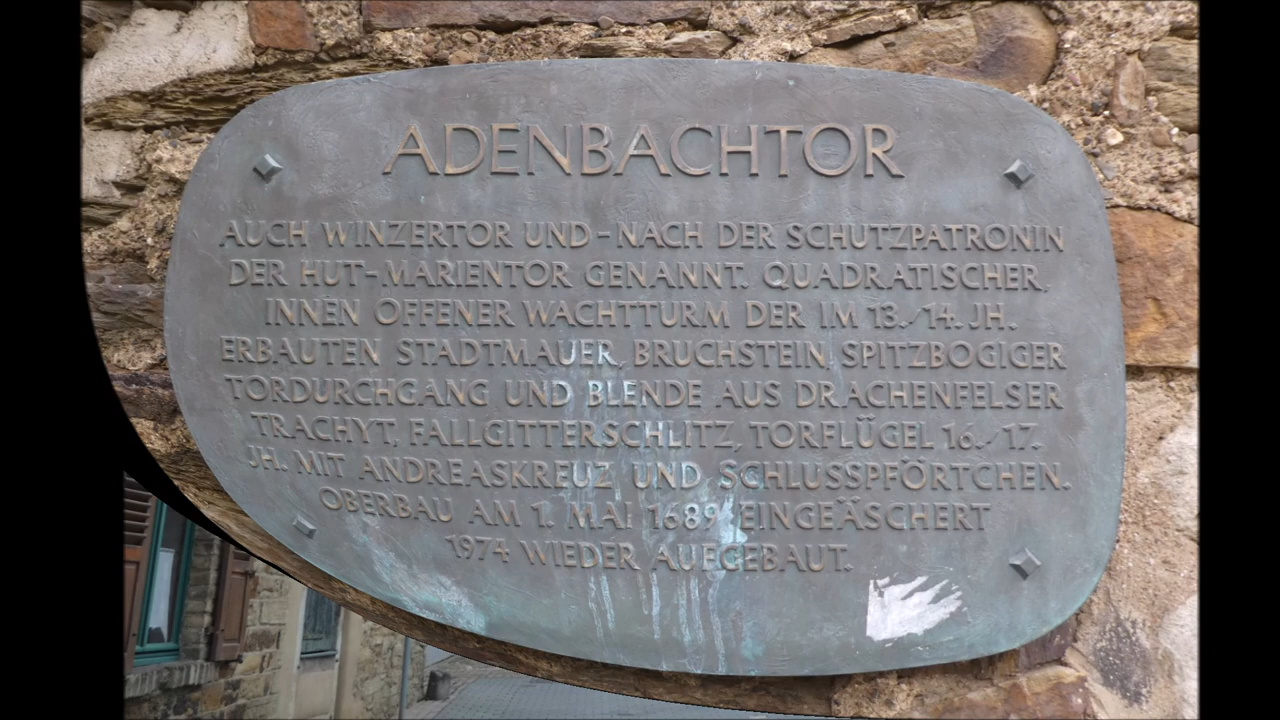 ADENBACHTOR
AUCH WINZERTOR UND-NACH DER SCHUTZPATRONIN
DER HUT-MARIENTOR GENANNT. QUADRATISCHER,
INNEN OFFENER WACHTTURM DER IM 13./14. JH.
ERBAUTEN STADTMAUER, BRUCHSTEIN, SPITZBOGIGER
TORDURCHGANG UND BLENDE AUS DRACHENFELSER
TRACHYT, FALLGITTERSCHLITZ, TORFLÜGEL 16./17.
JH. MIT ANDREASKREUZ UND SCHLUSSPFÖRTCHEN.
OBERBAU AM 1. MAI 1689 EINGEÄSCHERT
1974 WIEDER AUFGEBAUT.